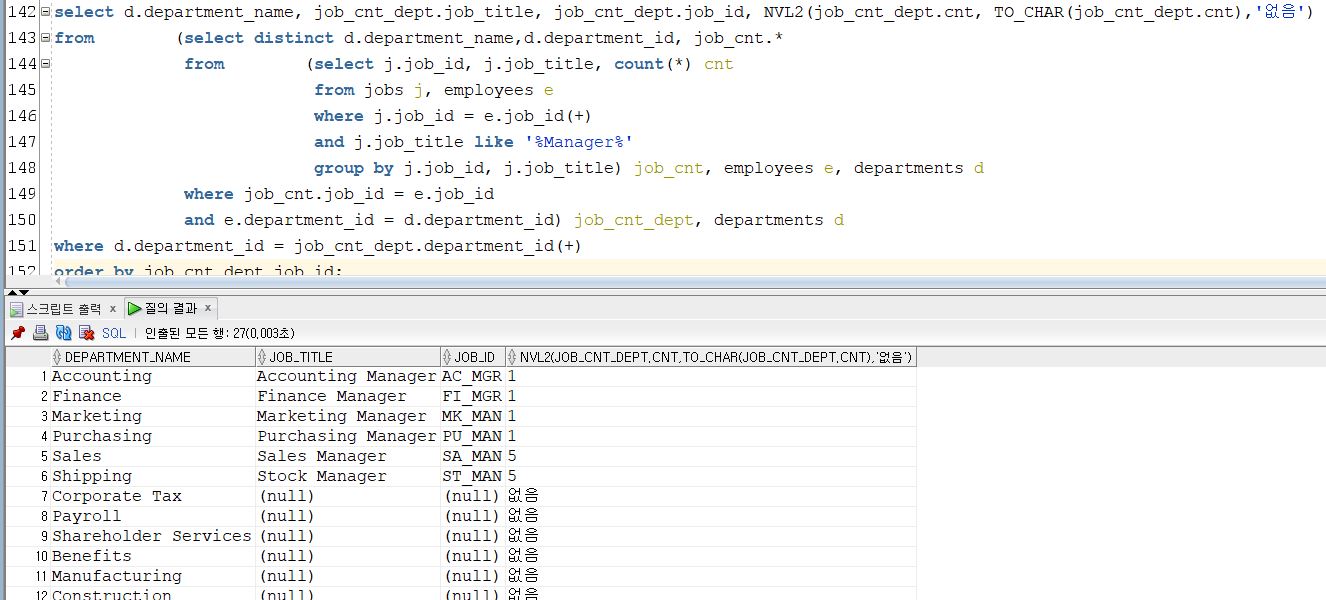 142 select d.department_name, job_cnt_dept.job_title, job_cnt_dept.job_id, NVL2(job_cnt_dept.cnt, TO_CHAR(job_cnt_dept.cnt),'없음')
143 from (select distinct d.department_name,d.department_id, job_cnt.*
144 from (select j.job_id, j.job_title, count(*) cnt
145 from jobs j, employees e
146 where j.job_id = e.job_id(+)
147 and j.job_title like '%Manager%'
148 group by j.job_id, j.job_title) job_cnt, employees e, departments d
149 where job_cnt.job_id = e.job_id
150 and e.department_id = d.department_id) job_cnt_dept, departments d
151 where d.department_id = job_cnt_dept.department_id(+)
152 order by job_cnt_dept.job_id;
스크립트 출력 x 질의 결과 x
SQL | 인출된 모든 행: 27(0,003초)
DEPARTMENT_NAME JOB_TITLE JOB_ID NVL2(JOB_CNT_DEPT,CNT,TO_CHAR(JOB_CNT_DEPT,CNT),'없음')
1 Accounting Accounting Manager AC_MGR 1
2 Finance Finance Manager FI_MGR 1
3 Marketing Marketing Manager MK_MAN 1
4 Purchasing Purchasing Manager PU_MAN 1
5 Sales Sales Manager SA_MAN 5
6 Shipping Stock Manager ST_MAN 5
7 Corporate Tax (null) (null) 없음
8 Payroll (null) (null) 없음
9 Shareholder Services (null) (null) 없음
10 Benefits (null) (null) 없음
11 Manufacturing (null) (null) 없음
12 Construction (null) (null) 없음